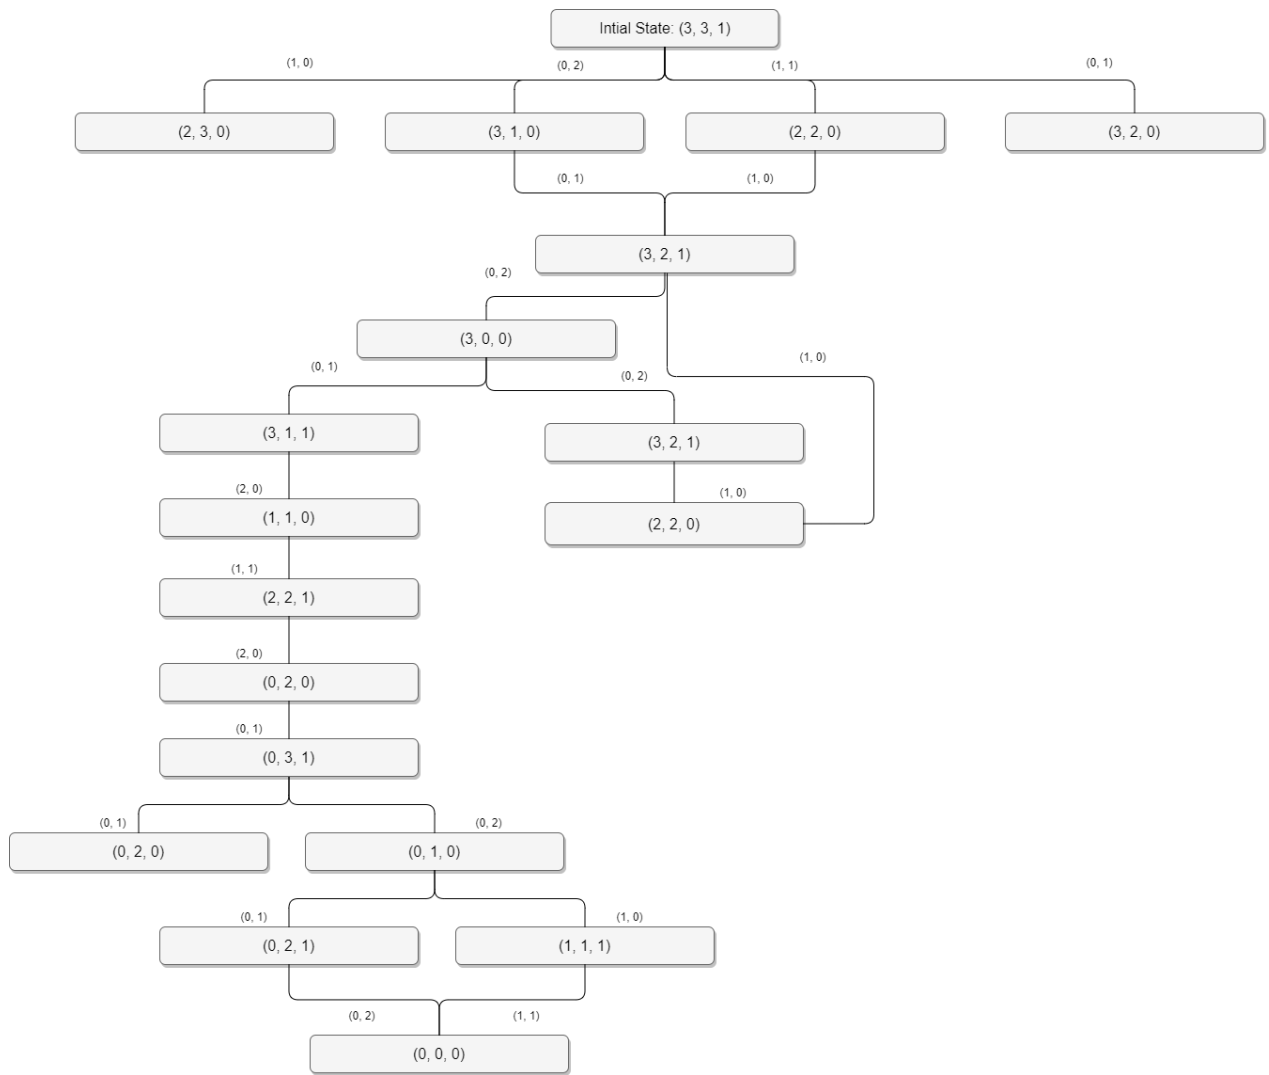 Intial State: (3, 3, 1)
(1, 0)
(0, 2)
(1, 1)
(0, 1)
(2, 3, 0)
(3, 1, 0)
(2, 2, 0)
(3, 2, 0)
(0, 1)
(1, 0)
(3, 2, 1)
(0, 2)
(3, 0, 0)
(1, 0)
(0, 1)
(0, 2)
(3, 1, 1)
(3, 2, 1)
(2, 0)
(1, 0)
(1, 1, 0)
(2, 2, 0)
(1, 1)
(2, 2, 1)
(2, 0)
(0, 2, 0)
(0, 1)
(0, 3, 1)
(0, 1)
(0, 2)
(0, 2, 0)
(0, 1, 0)
(0, 1)
(1, 0)
(0, 2, 1)
(1, 1, 1)
(0, 2)
(1, 1)
(0, 0, 0)